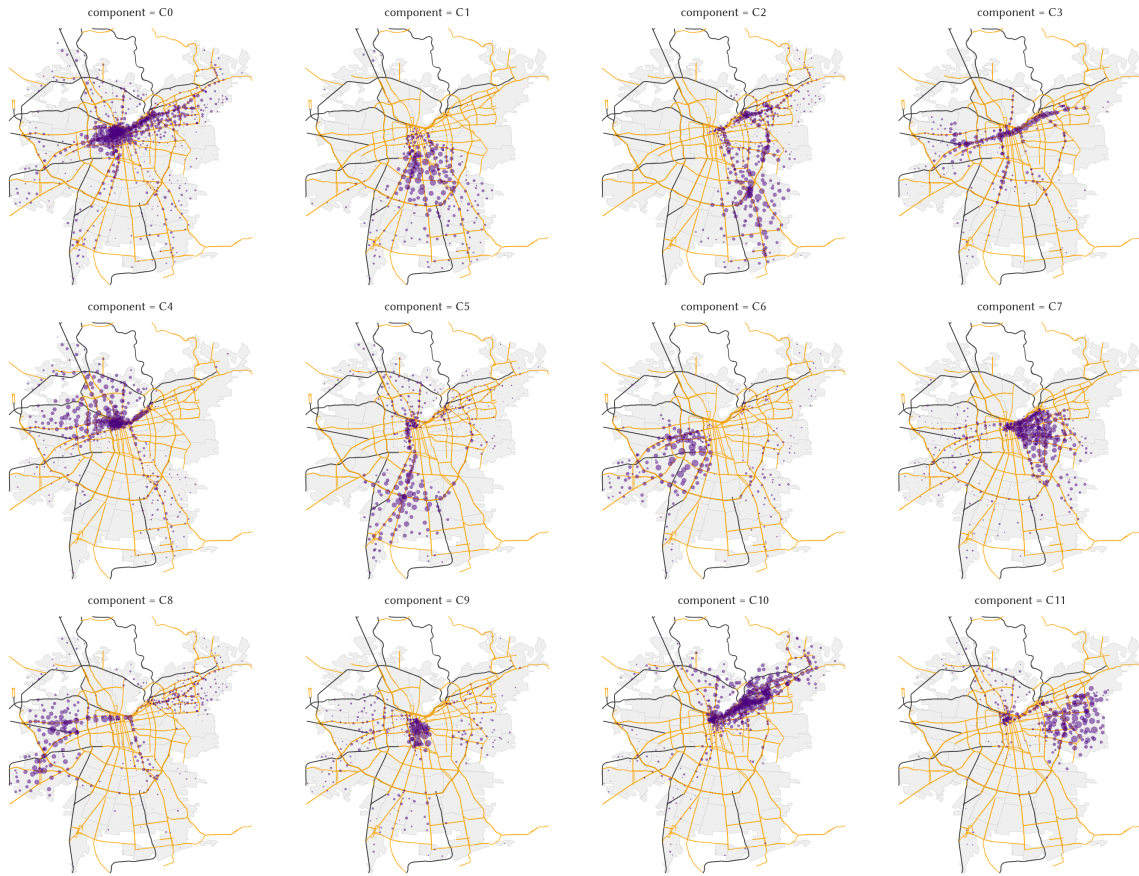 component = C0
component = C1
component = C2
component = C3
component = C4
component = C5
component = C6
component = C7
component = C8
component = C9
component = C10
component = C11